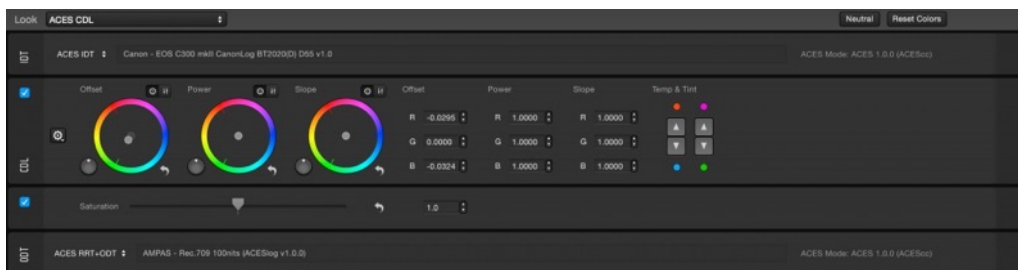 Look ACES CDL Neutral Reset Colors
IDT ACES IDT Canon - EOS C300 mkII CanonLog BT2020(D) D55 v1.0 ACES Mode: ACES 1.0.0 (ACEScc)
Offset Power Slope Offset Power Slope Temp & Tint
R -0.0295 R 1.0000 R 1.0000
G 0.0000 G 1.0000 G 1.0000
CDL B -0.0324 B 1.0000 B 1.0000
Saturation 1.0
ODT ACES RRT+ODT AMPAS - Rec.709 100nits (ACESlog v1.0.0) ACES Mode: ACES 1.0.0 (ACEScc)